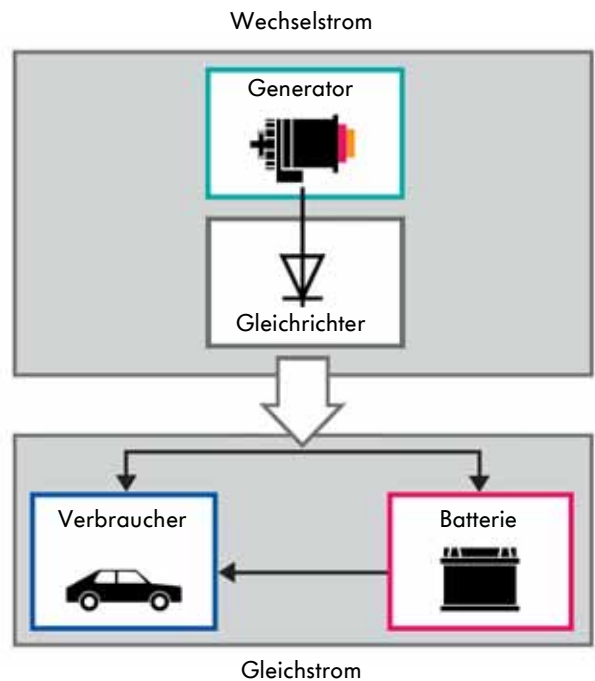 Wechselstrom
Generator
Gleichrichter
Verbraucher
Batterie
Gleichstrom